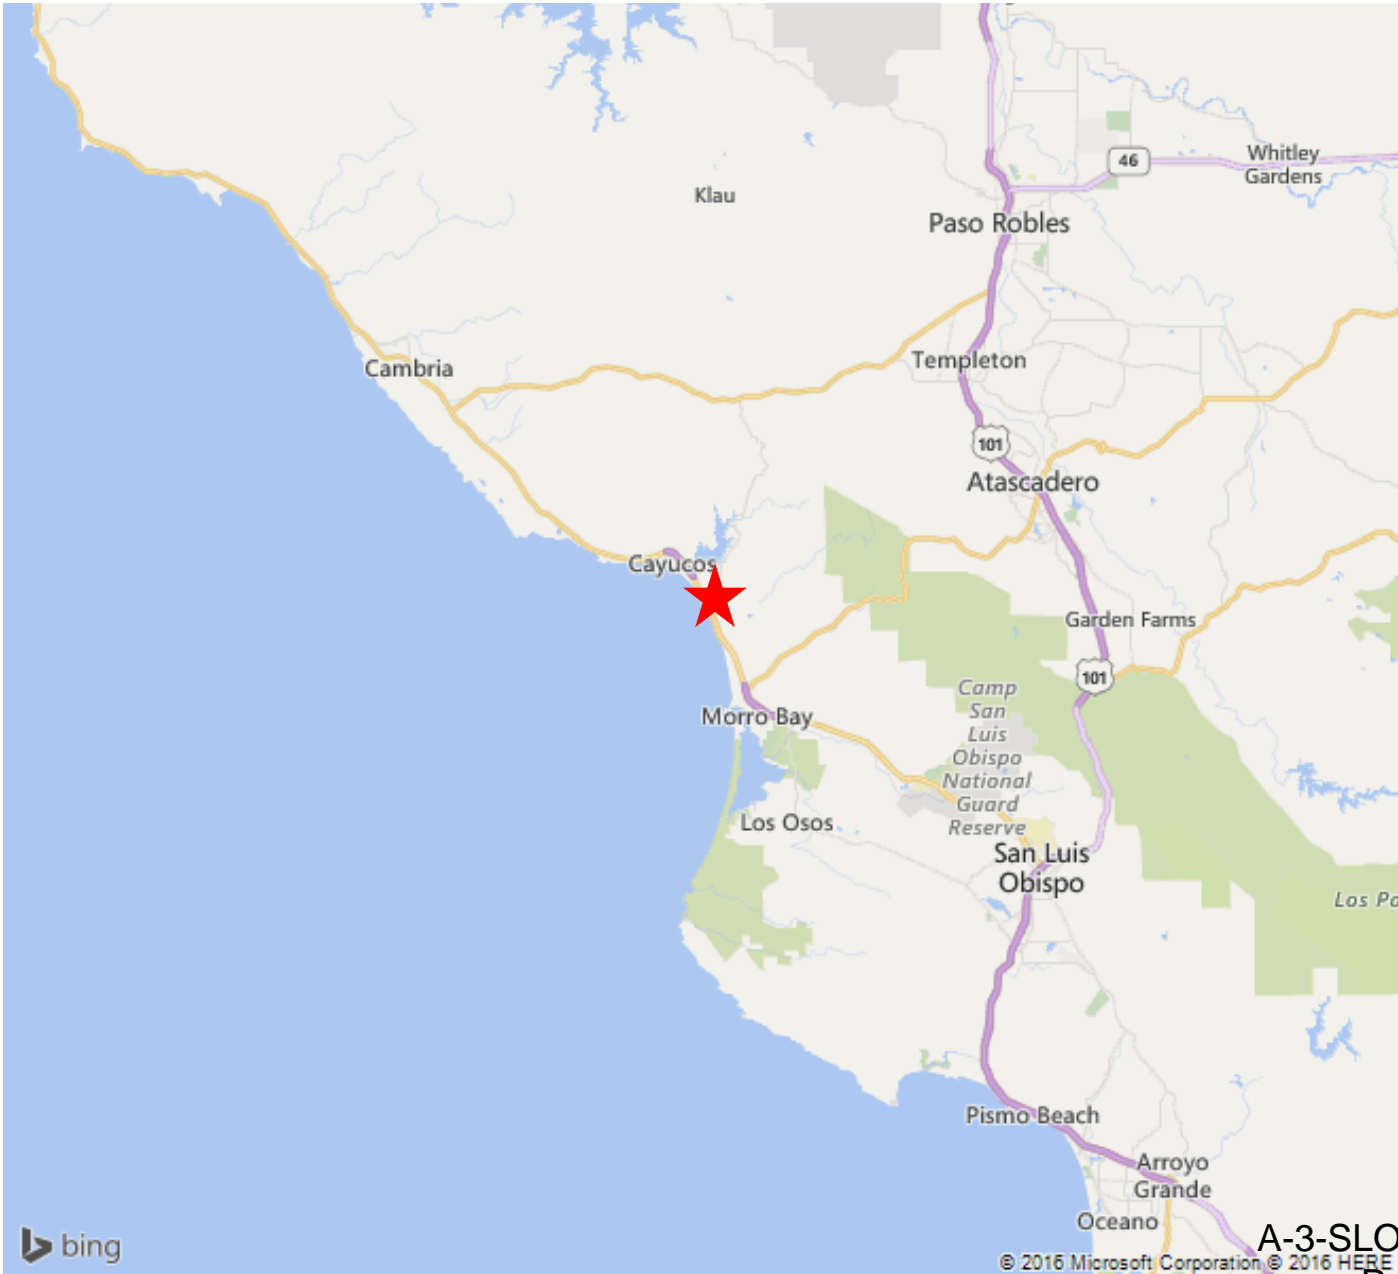 46
Whitley
Gardens
Klau
Paso Robles
Cambria
Templeton
101
Atascadero
Cayucos
Garden Farms
101
Camp
San
Luis
Obispo
National
Guard
Reserve
Morro Bay
Los Osos
San Luis
Obispo
Los Pa
Pismo Beach
Arroyo
Grande
Oceano
A-3-SLO
bing
© 2016 Microsoft Corporation © 2016 HERE